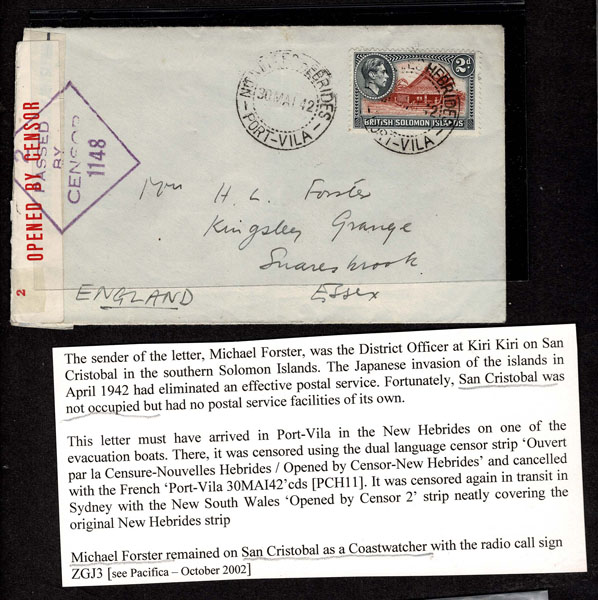 NOUVELLES HEBRIDES
30 MAI 42
PORT-VILA
2d
BRITISH SOLOMON ISLANDS
HEBRIDES
PORT-VILA
PASSED
BY
CENSOR
1148
OPENED BY CENSOR
2
Mrs H. L. Forster
Kingsley Grange
Snaresbrook
ENGLAND Essex
The sender of the letter, Michael Forster, was the District Officer at Kiri Kiri on San
Cristobal in the southern Solomon Islands. The Japanese invasion of the islands in
April 1942 had eliminated an effective postal service. Fortunately, San Cristobal was
not occupied but had no postal service facilities of its own.
This letter must have arrived in Port-Vila in the New Hebrides on one of the
evacuation boats. There, it was censored using the dual language censor strip ‘Ouvert
par la Censure-Nouvelles Hebrides / Opened by Censor-New Hebrides’ and cancelled
with the French ‘Port-Vila 30MAI42’cds [PCH11]. It was censored again in transit in
Sydney with the New South Wales ‘Opened by Censor 2’ strip neatly covering the
original New Hebrides strip
Michael Forster remained on San Cristobal as a Coastwatcher with the radio call sign
ZGJ3 [see Pacifica – October 2002]